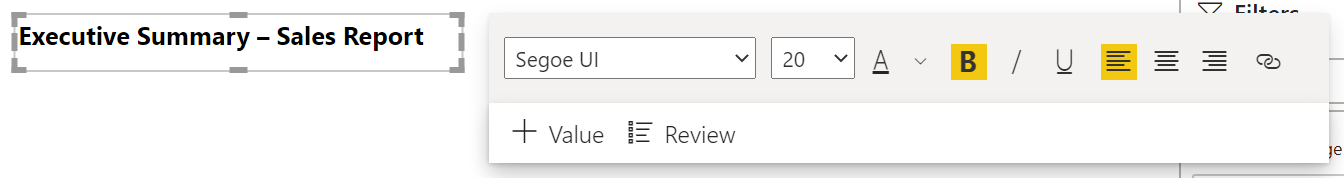 Executive Summary – Sales Report
Filters
Segoe UI
20
A
B
I
U
+ Value
Review